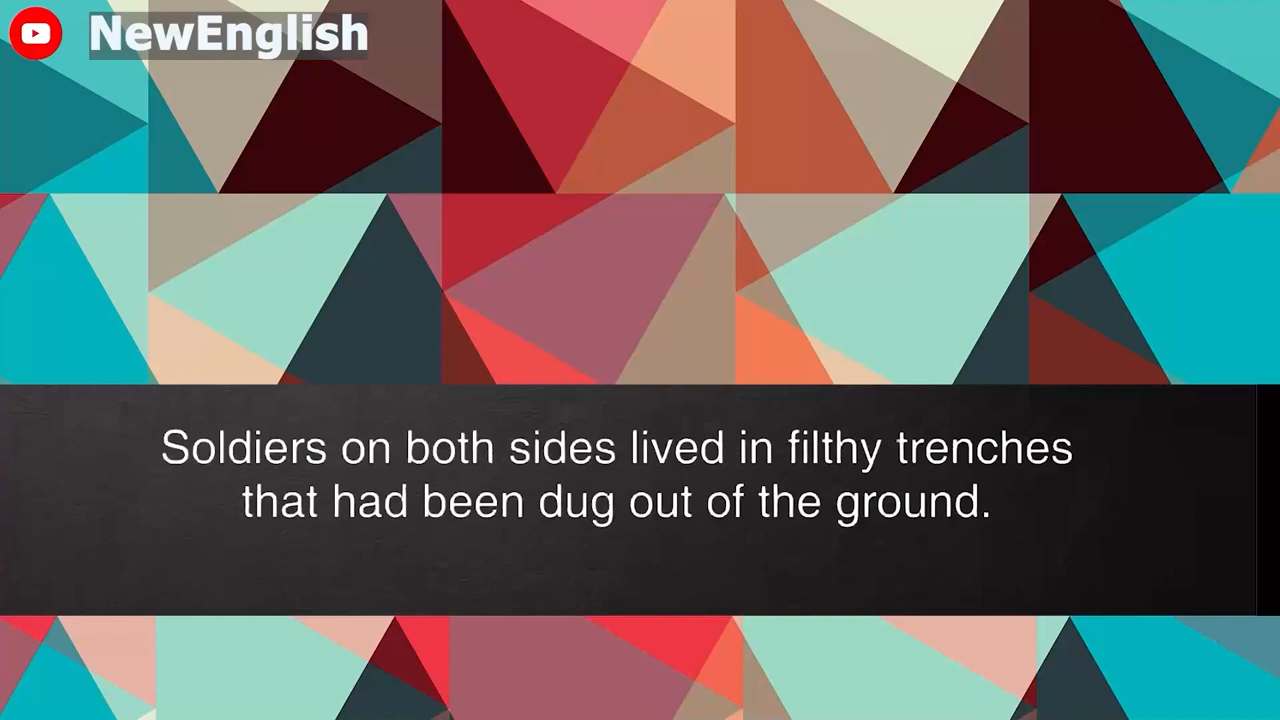 NewEnglish
Soldiers on both sides lived in filthy trenches
that had been dug out of the ground.